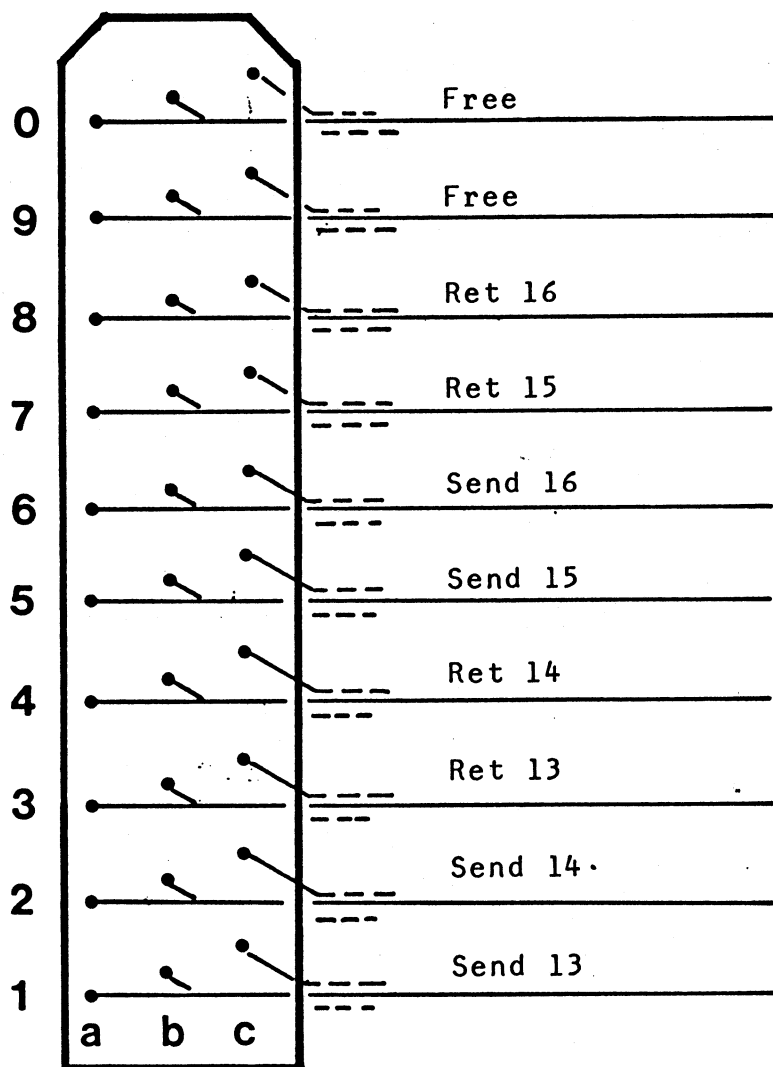 0 Free
9 Free
8 Ret 16
7 Ret 15
6 Send 16
5 Send 15
4 Ret 14
3 Ret 13
2 Send 14
1 Send 13
a b c